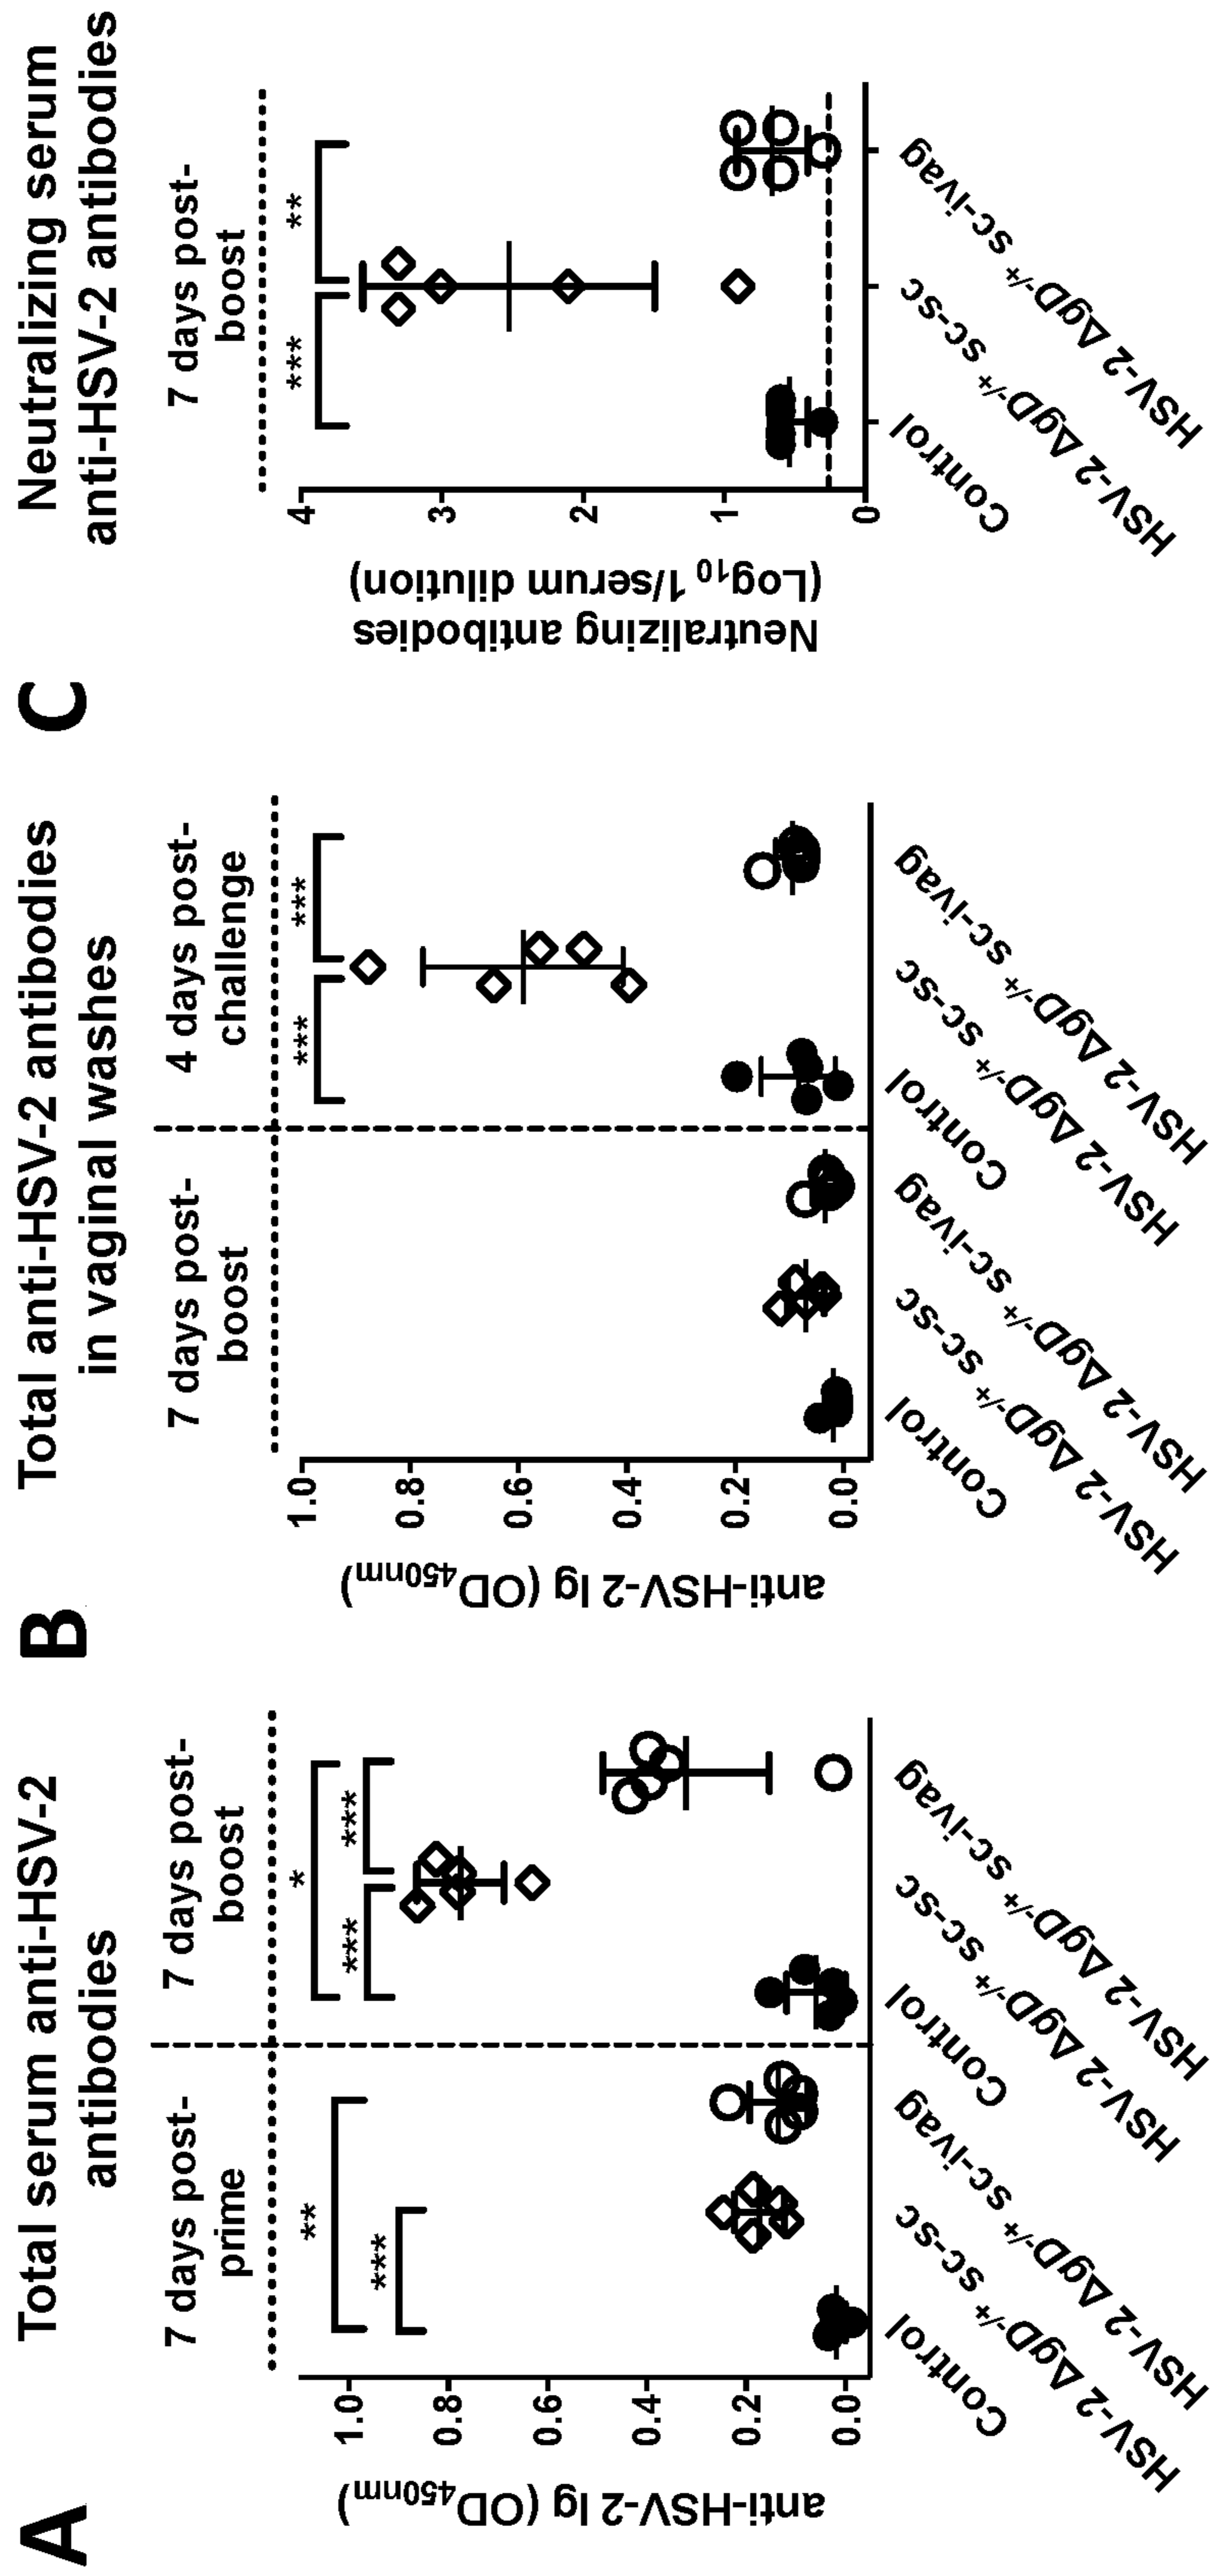 A
Total serum anti-HSV-2
antibodies
7 days post-
prime
7 days post-
boost
**
***
*
***
***
anti-HSV-2 Ig (OD450nm)
1.0
0.8
0.6
0.4
0.2
0.0
Control
HSV-2 ΔgD-/+ sc-sc
HSV-2 ΔgD-/+ sc-ivag
Control
HSV-2 ΔgD-/+ sc-sc
HSV-2 ΔgD-/+ sc-ivag
B
Total anti-HSV-2 antibodies
in vaginal washes
7 days post-
boost
4 days post-
challenge
***
***
anti-HSV-2 Ig (OD450nm)
1.0
0.8
0.6
0.4
0.2
0.0
Control
HSV-2 ΔgD-/+ sc-sc
HSV-2 ΔgD-/+ sc-ivag
Control
HSV-2 ΔgD-/+ sc-sc
HSV-2 ΔgD-/+ sc-ivag
C
Neutralizing serum
anti-HSV-2 antibodies
7 days post-
boost
***
**
Neutralizing antibodies
(Log10 1/serum dilution)
4
3
2
1
0
Control
HSV-2 ΔgD-/+ sc-sc
HSV-2 ΔgD-/+ sc-ivag